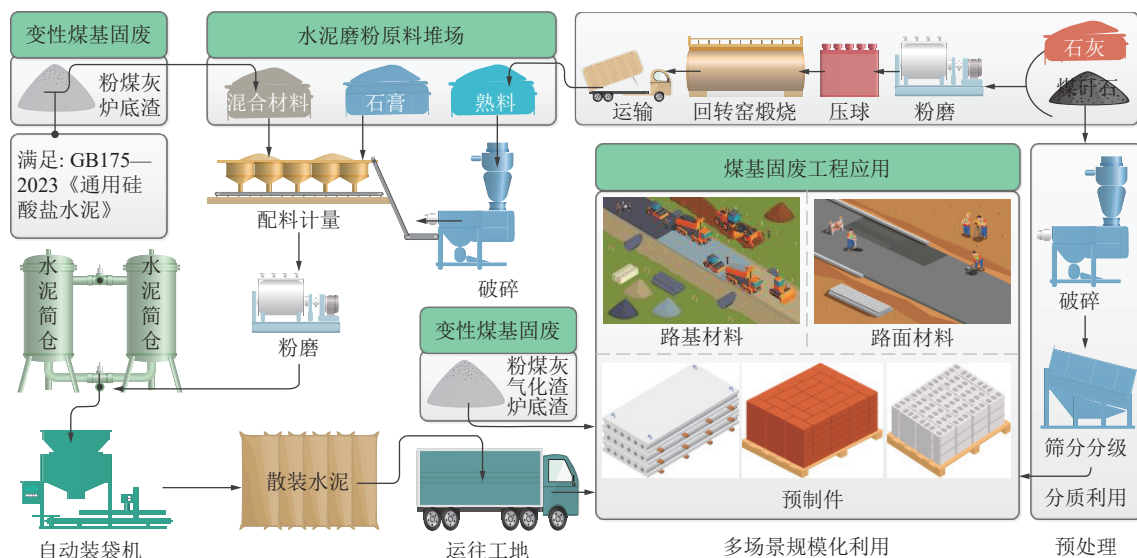 变性煤基固废
粉煤灰
炉底渣
满足: GB175—
2023《通用硅
酸盐水泥》
水泥磨粉原料堆场
混合材料
石膏
熟料
运输
回转窑煅烧
压球
粉磨
石灰
煤矸石
配料计量
破碎
粉磨
水泥筒仓
水泥筒仓
变性煤基固废
粉煤灰
气化渣
炉底渣
煤基固废工程应用
路基材料
路面材料
预制件
破碎
筛分分级
分质利用
散装水泥
自动装袋机
运往工地
多场景规模化利用
预处理